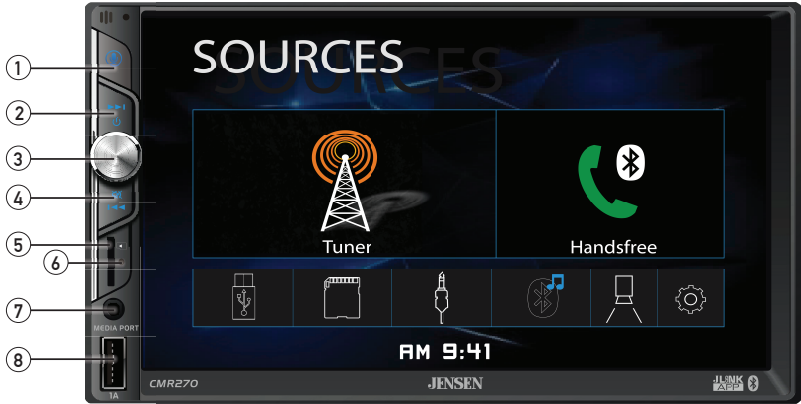 SOURCES
1
2
3
4
5
6
7
8
Tuner
Handsfree
MEDIA PORT
AM 9:41
1A
CMR270
JENSEN
JLINK
APP